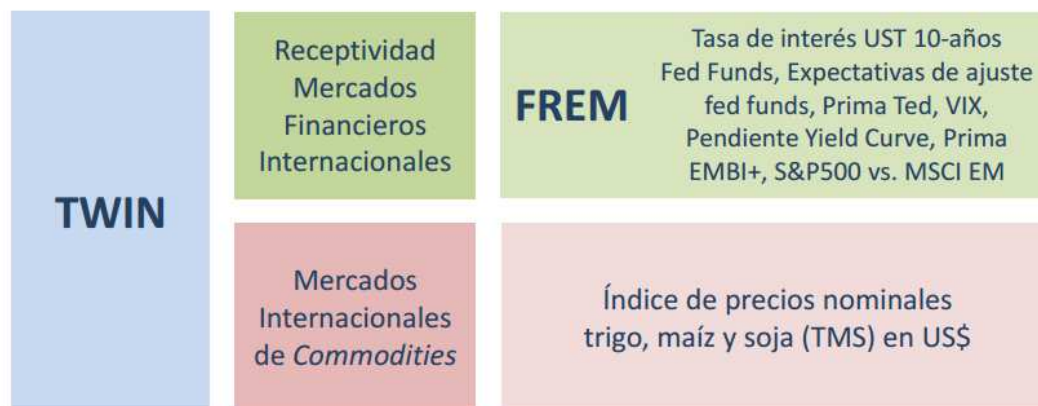 TWIN
Receptividad
Mercados
Financieros
Internacionales
FREM
Tasa de interés UST 10-años
Fed Funds, Expectativas de ajuste
fed funds, Prima Ted, VIX,
Pendiente Yield Curve, Prima
EMBI+, S&P500 vs. MSCI EM
Mercados
Internacionales
de Commodities
Índice de precios nominales
trigo, maíz y soja (TMS) en US$